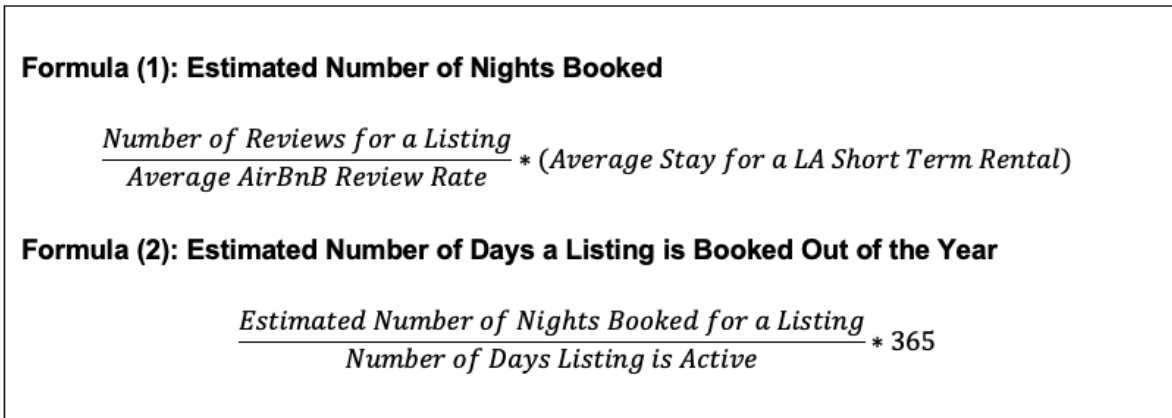 Formula (1): Estimated Number of Nights Booked
Number of Reviews for a Listing
Average AirBnB Review Rate
* (Average Stay for a LA Short Term Rental)
Formula (2): Estimated Number of Days a Listing is Booked Out of the Year
Estimated Number of Nights Booked for a Listing
Number of Days Listing is Active
* 365